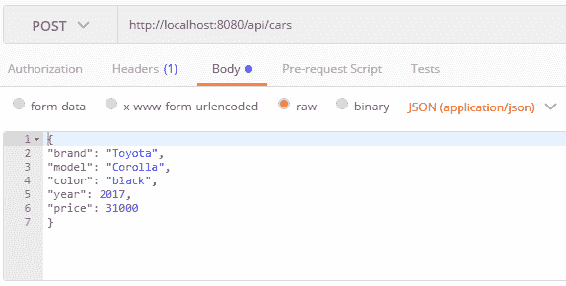 POST http://localhost:8080/api/cars
Authorization Headers (1) Body Pre-request Script Tests
form-data x-www-form-urlencoded raw binary JSON (application/json)
1 {
2 "brand": "Toyota",
3 "model": "Corolla",
4 "color": "black",
5 "year": 2017,
6 "price": 31000
7 }